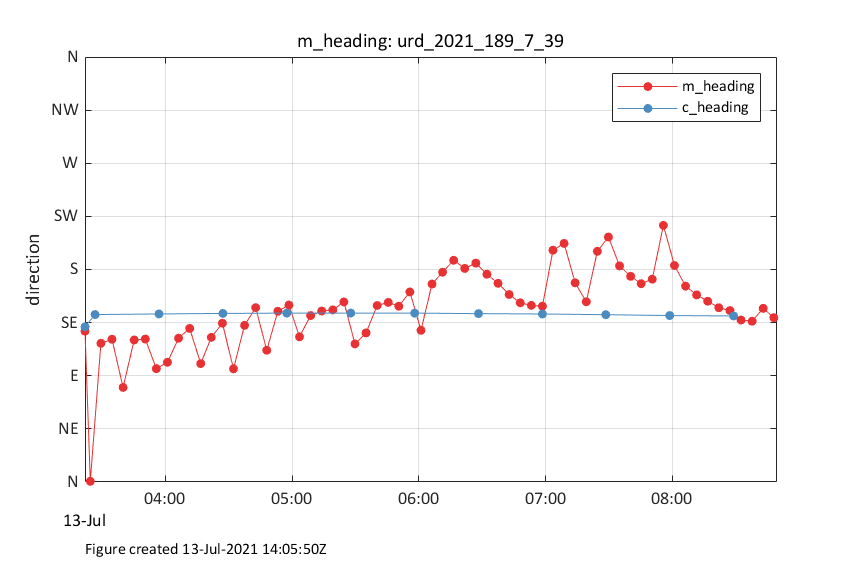 m_heading: urd_2021_189_7_39
N
NW
W
SW
S
SE
E
NE
N
direction
m_heading
c_heading
04:00
05:00
06:00
07:00
08:00
13-Jul
Figure created 13-Jul-2021 14:05:50Z